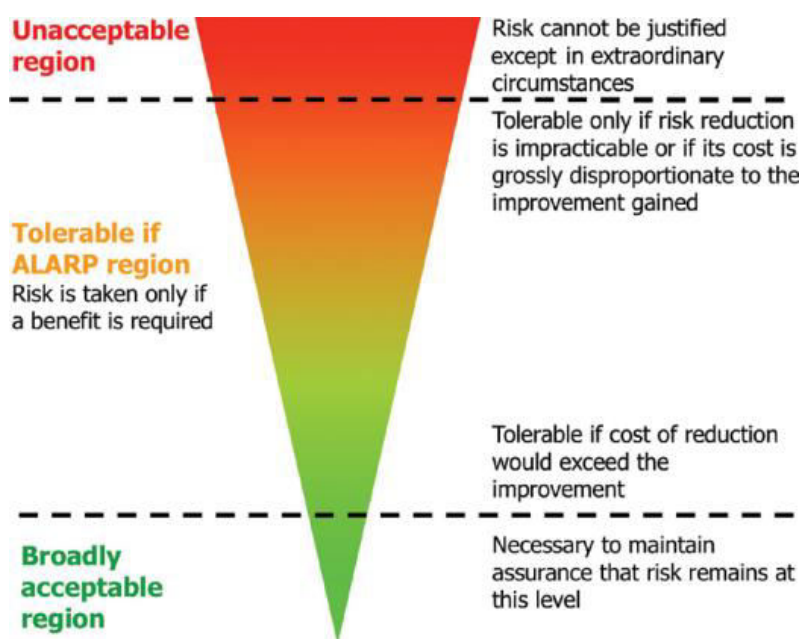 Unacceptable
region
Risk cannot be justified
except in extraordinary
circumstances
Tolerable only if risk reduction
is impracticable or if its cost is
grossly disproportionate to the
improvement gained
Tolerable if
ALARP region
Risk is taken only if
a benefit is required
Tolerable if cost of reduction
would exceed the
improvement
Broadly
acceptable
region
Necessary to maintain
assurance that risk remains at
this level